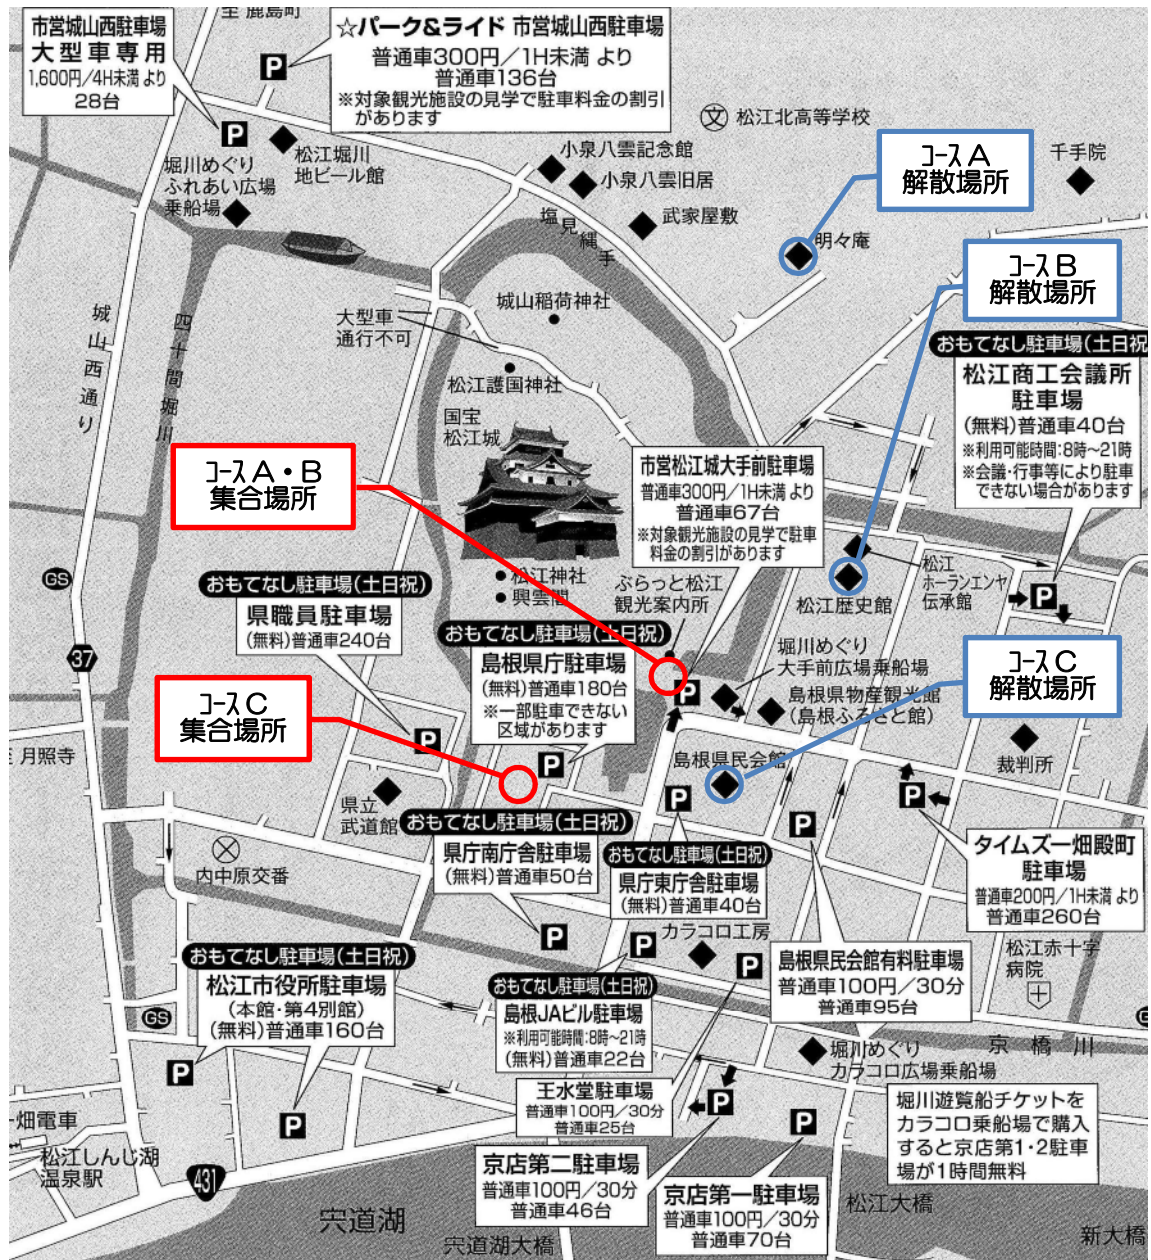 至 鹿島町
市営城山西駐車場
大型車専用
1,600円／4H未満 より
28台
☆パーク&ライド 市営城山西駐車場
普通車300円／1H未満 より
普通車136台
※対象観光施設の見学で駐車料金の割引
があります
P
P
松江堀川
地ビール館
堀川めぐり
ふれあい広場
乗船場
小泉八雲記念館
小泉八雲旧居
武家屋敷
塩見縄手
文 松江北高等学校
コースA
解散場所
千手院
明々庵
コースB
解散場所
城山西通り
四十間堀川
大型車
通行不可
城山稲荷神社
松江護国神社
国宝
松江城
おもてなし駐車場(土日祝
松江商工会議所
駐車場
(無料)普通車40台
※利用可能時間:8時～21時
※会議・行事等により駐車
できない場合があります
コースA・B
集合場所
市営松江城大手前駐車場
普通車300円／1H未満 より
普通車67台
※対象観光施設の見学で駐車
料金の割引があります
松江神社
興雲閣
ぶらっと松江
観光案内所
松江歴史館
松江
ホーランエンヤ
伝承館
P
GS
37
おもてなし駐車場(土日祝)
県職員駐車場
(無料)普通車240台
おもてなし駐車場(土日祝)
島根県庁駐車場
(無料)普通車180台
※一部駐車できない
区域があります
堀川めぐり
大手前広場乗船場
島根県物産観光館
(島根ふるさと館)
コースC
解散場所
コースC
集合場所
P
P
P
至 月照寺
県立
武道館
島根県民会館
裁判所
P
P
P
内中原交番
おもてなし駐車場(土日祝)
県庁南庁舎駐車場
(無料)普通車50台
おもてなし駐車場(土日祝)
県庁東庁舎駐車場
(無料)普通車40台
タイムズ一畑殿町
駐車場
普通車200円／1H未満 より
普通車260台
P
P
カラコロ工房
P
島根県民会館有料駐車場
普通車100円／30分
普通車95台
松江赤十字
病院
おもてなし駐車場(土日祝)
松江市役所駐車場
(本館・第4別館)
(無料)普通車160台
おもてなし駐車場(土日祝)
島根JAビル駐車場
※利用可能時間:8時～21時
(無料)普通車22台
GS
G
京橋川
堀川めぐり
カラコロ広場乗船場
P
P
玉水堂駐車場
普通車100円／30分
普通車25台
P
P
堀川遊覧船チケットを
カラコロ乗船場で購入
すると京店第1・2駐車
場が1時間無料
一畑電車
松江しんじ湖
温泉駅
431
京店第二駐車場
普通車100円／30分
普通車46台
京店第一駐車場
普通車100円／30分
普通車70台
宍道湖
宍道湖大橋
松江大橋
新大橋